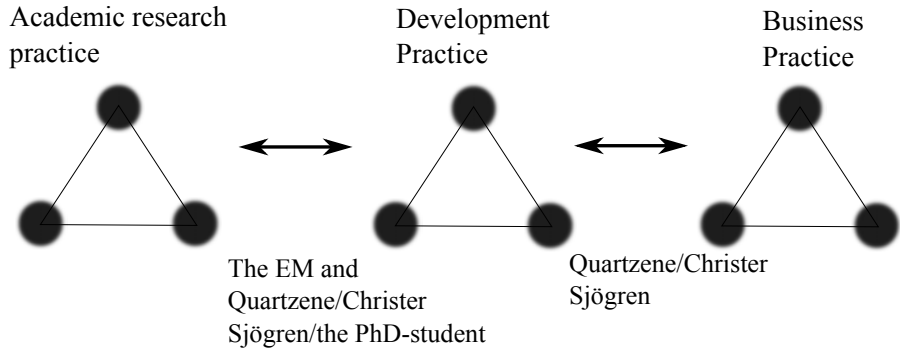 Academic research
practice
Development
Practice
Business
Practice
The EM and
Quartzene/Christer
Sjögren/the PhD-student
Quartzene/Christer
Sjögren